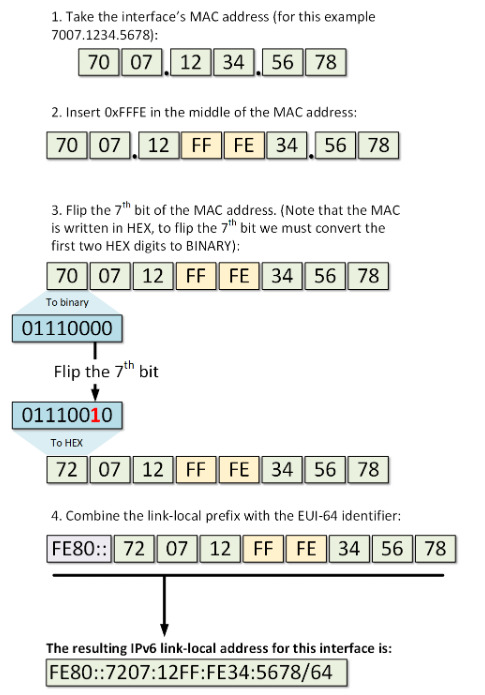 1. Take the interface's MAC address (for this example
7007.1234.5678):
70 07 . 12 34 . 56 78
2. Insert 0xFFFE in the middle of the MAC address:
70 07 . 12 FF FE 34 . 56 78
3. Flip the 7th bit of the MAC address. (Note that the MAC
is written in HEX, to flip the 7th bit we must convert the
first two HEX digits to BINARY):
70 07 12 FF FE 34 56 78
To binary
01110000
Flip the 7th bit
01110010
To HEX
72 07 12 FF FE 34 56 78
4. Combine the link-local prefix with the EUI-64 identifier:
FE80:: 72 07 12 FF FE 34 56 78
The resulting IPv6 link-local address for this interface is:
FE80::7207:12FF:FE34:5678/64